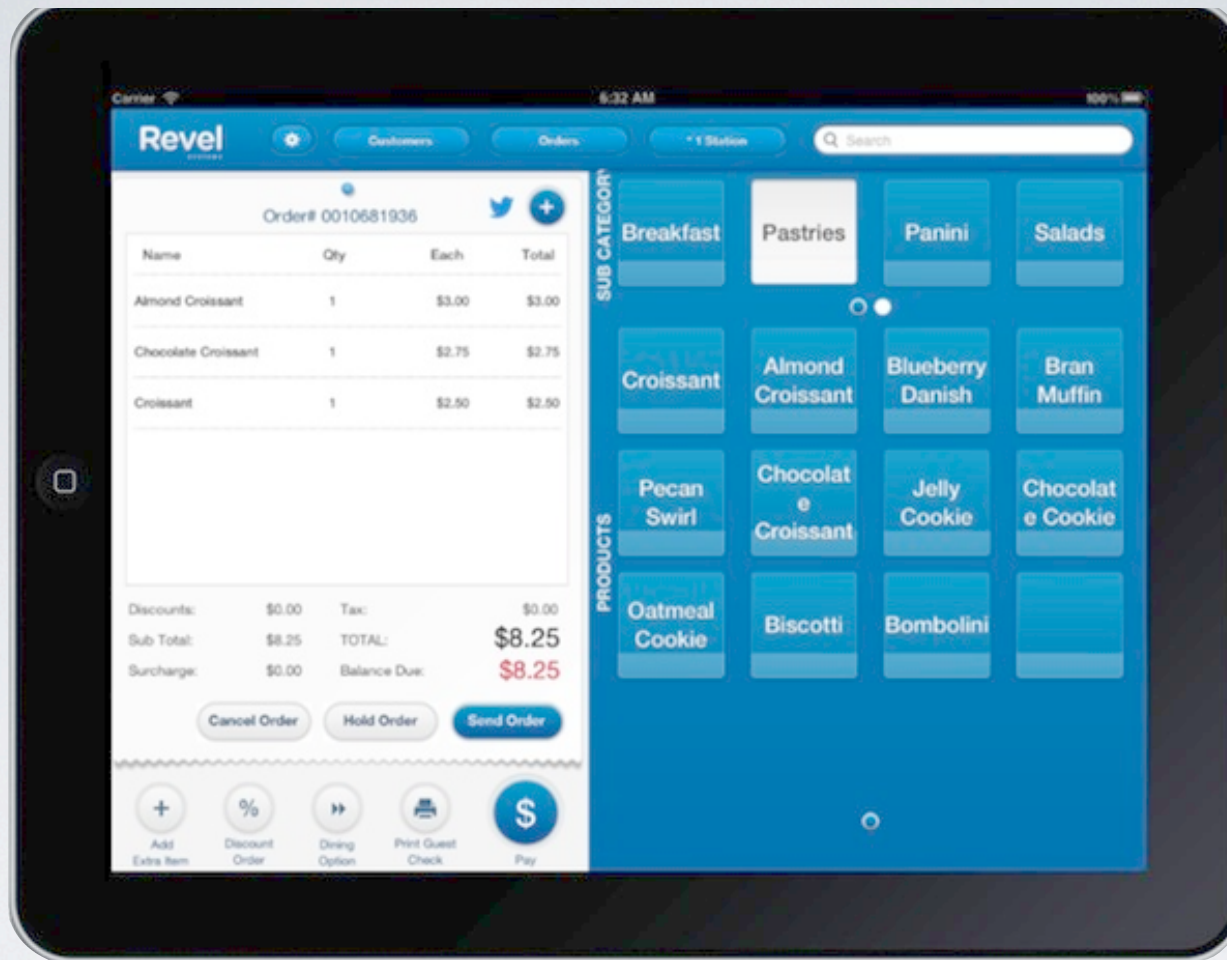 Carrier
6:32 AM
100%
Revel
SYSTEMS
Customers
Orders
* 1 Station
Search
Order# 0010681936
Name Qty Each Total
Almond Croissant 1 $3.00 $3.00
Chocolate Croissant 1 $2.75 $2.75
Croissant 1 $2.50 $2.50
Discounts: $0.00 Tax: $0.00
Sub Total: $8.25 TOTAL: $8.25
Surcharge: $0.00 Balance Due: $8.25
Cancel Order
Hold Order
Send Order
+
Add
Extra Item
%
Discount
Order
Dining
Option
Print Guest
Check
$
Pay
SUB CATEGORY
Breakfast
Pastries
Panini
Salads
PRODUCTS
Croissant
Almond
Croissant
Blueberry
Danish
Bran
Muffin
Pecan
Swirl
Chocolat
e
Croissant
Jelly
Cookie
Chocolat
e Cookie
Oatmeal
Cookie
Biscotti
Bombolini